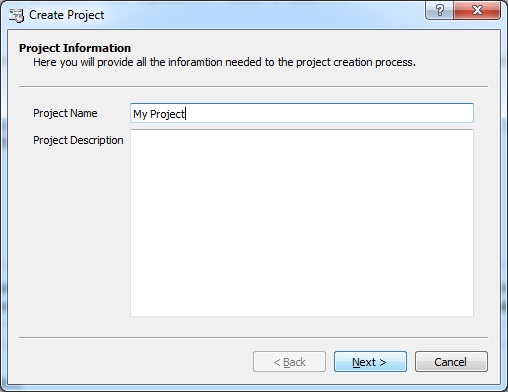 Create Project
Project Information
Here you will provide all the inforamtion needed to the project creation process.
Project Name
My Project
Project Description
< Back
Next >
Cancel